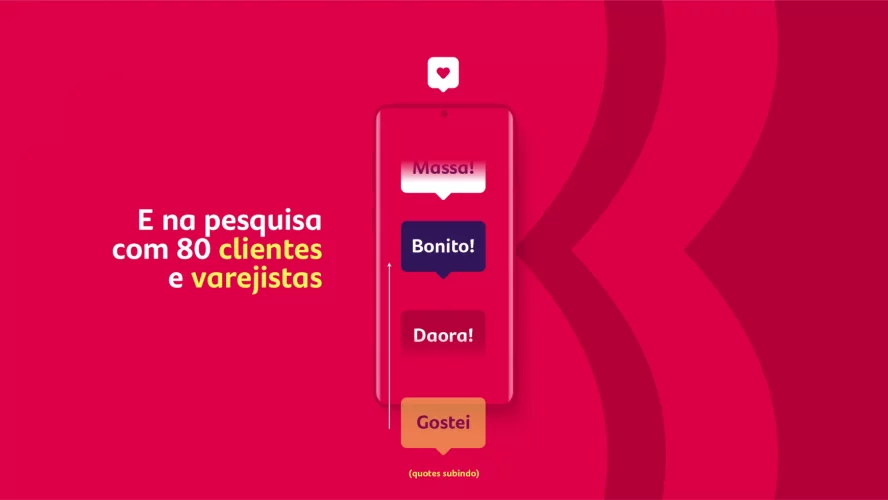 E na pesquisa
com 80 clientes
e varejistas
Massa!
Bonito!
Daora!
Gostei
(quotes subindo)